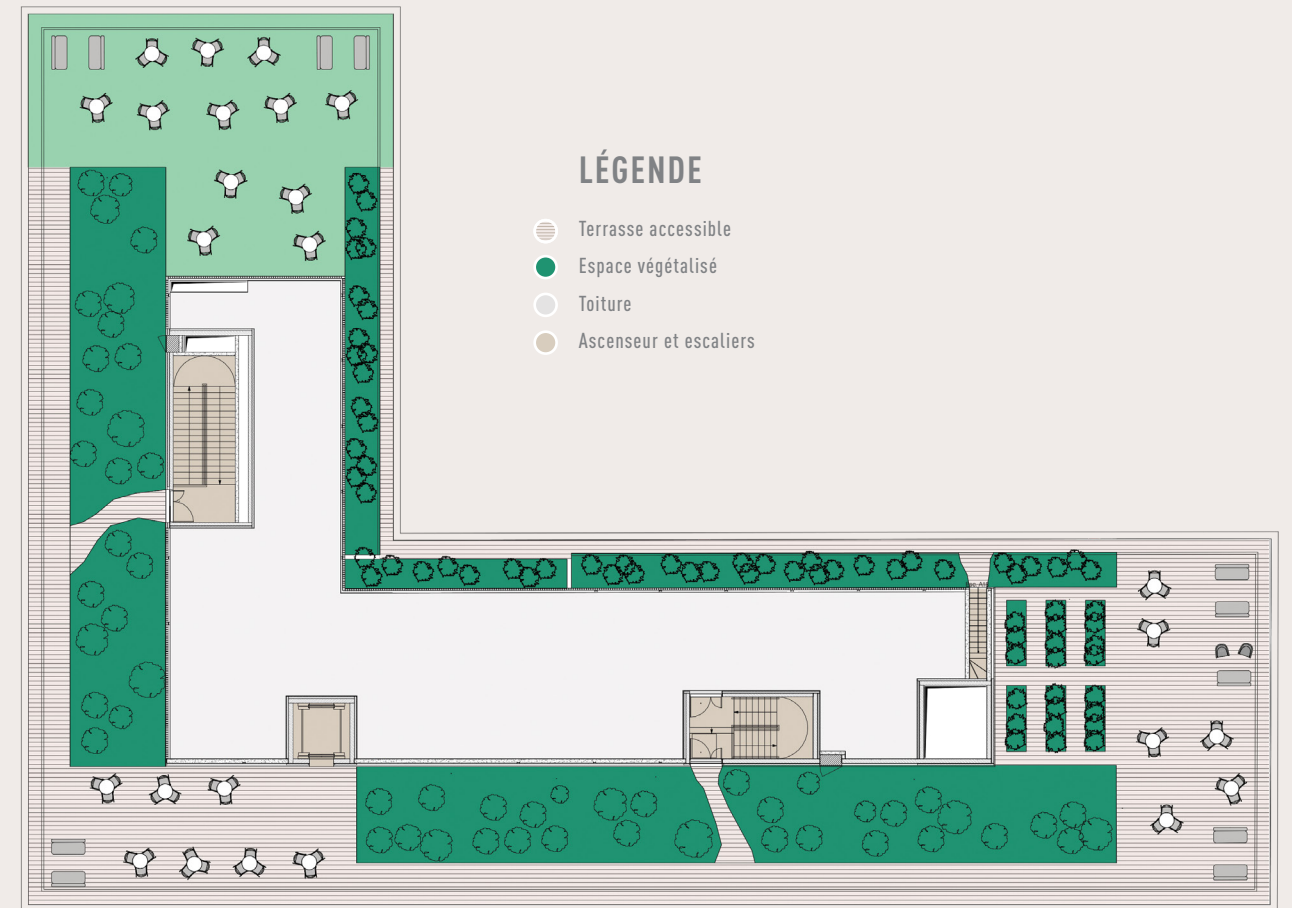 LÉGENDE
Terrasse accessible
Espace végétalisé
Toiture
Ascenseur et escaliers